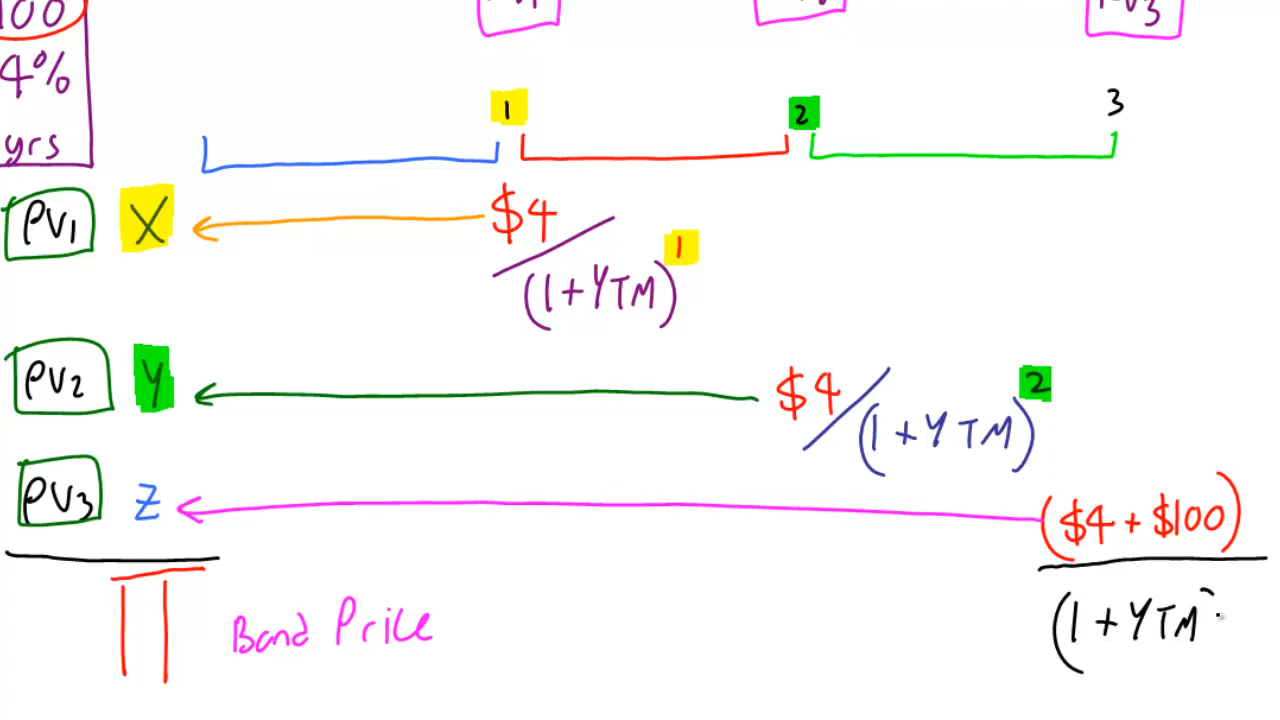 100
4%
yrs
1
2
3
PV1 X $4/(1+YTM)^1
PV2 Y $4/(1+YTM)^2
PV3 Z ($4 + $100)
(1+YTM
Bond Price